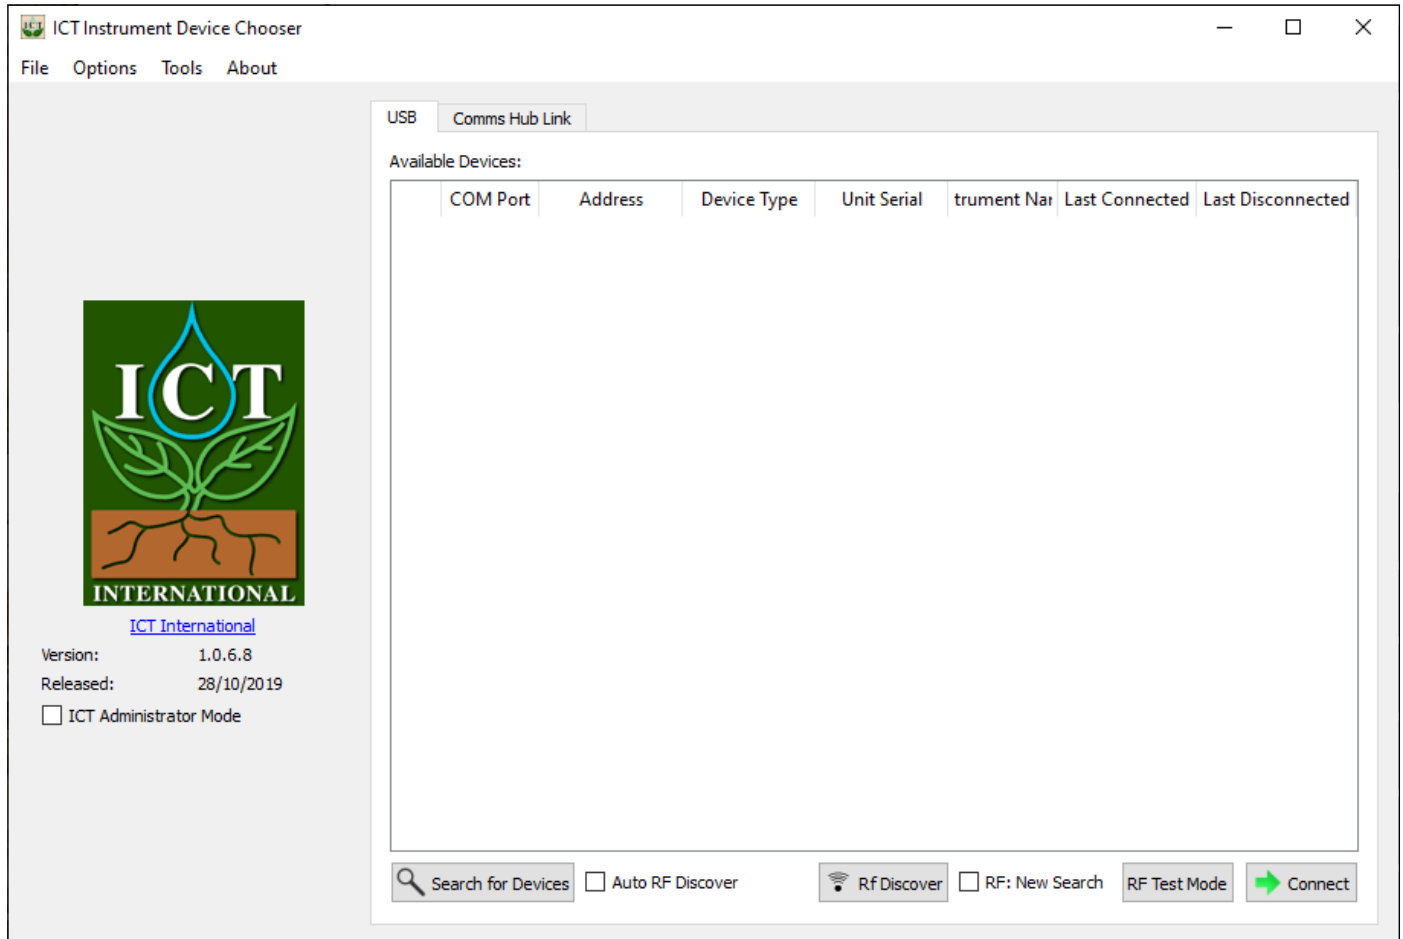 ICT Instrument Device Chooser
File Options Tools About
USB Comms Hub Link
Available Devices:
COM Port Address Device Type Unit Serial trument Nar Last Connected Last Disconnected
ICT
INTERNATIONAL
ICT International
Version: 1.0.6.8
Released: 28/10/2019
ICT Administrator Mode
Search for Devices Auto RF Discover Rf Discover RF: New Search RF Test Mode Connect